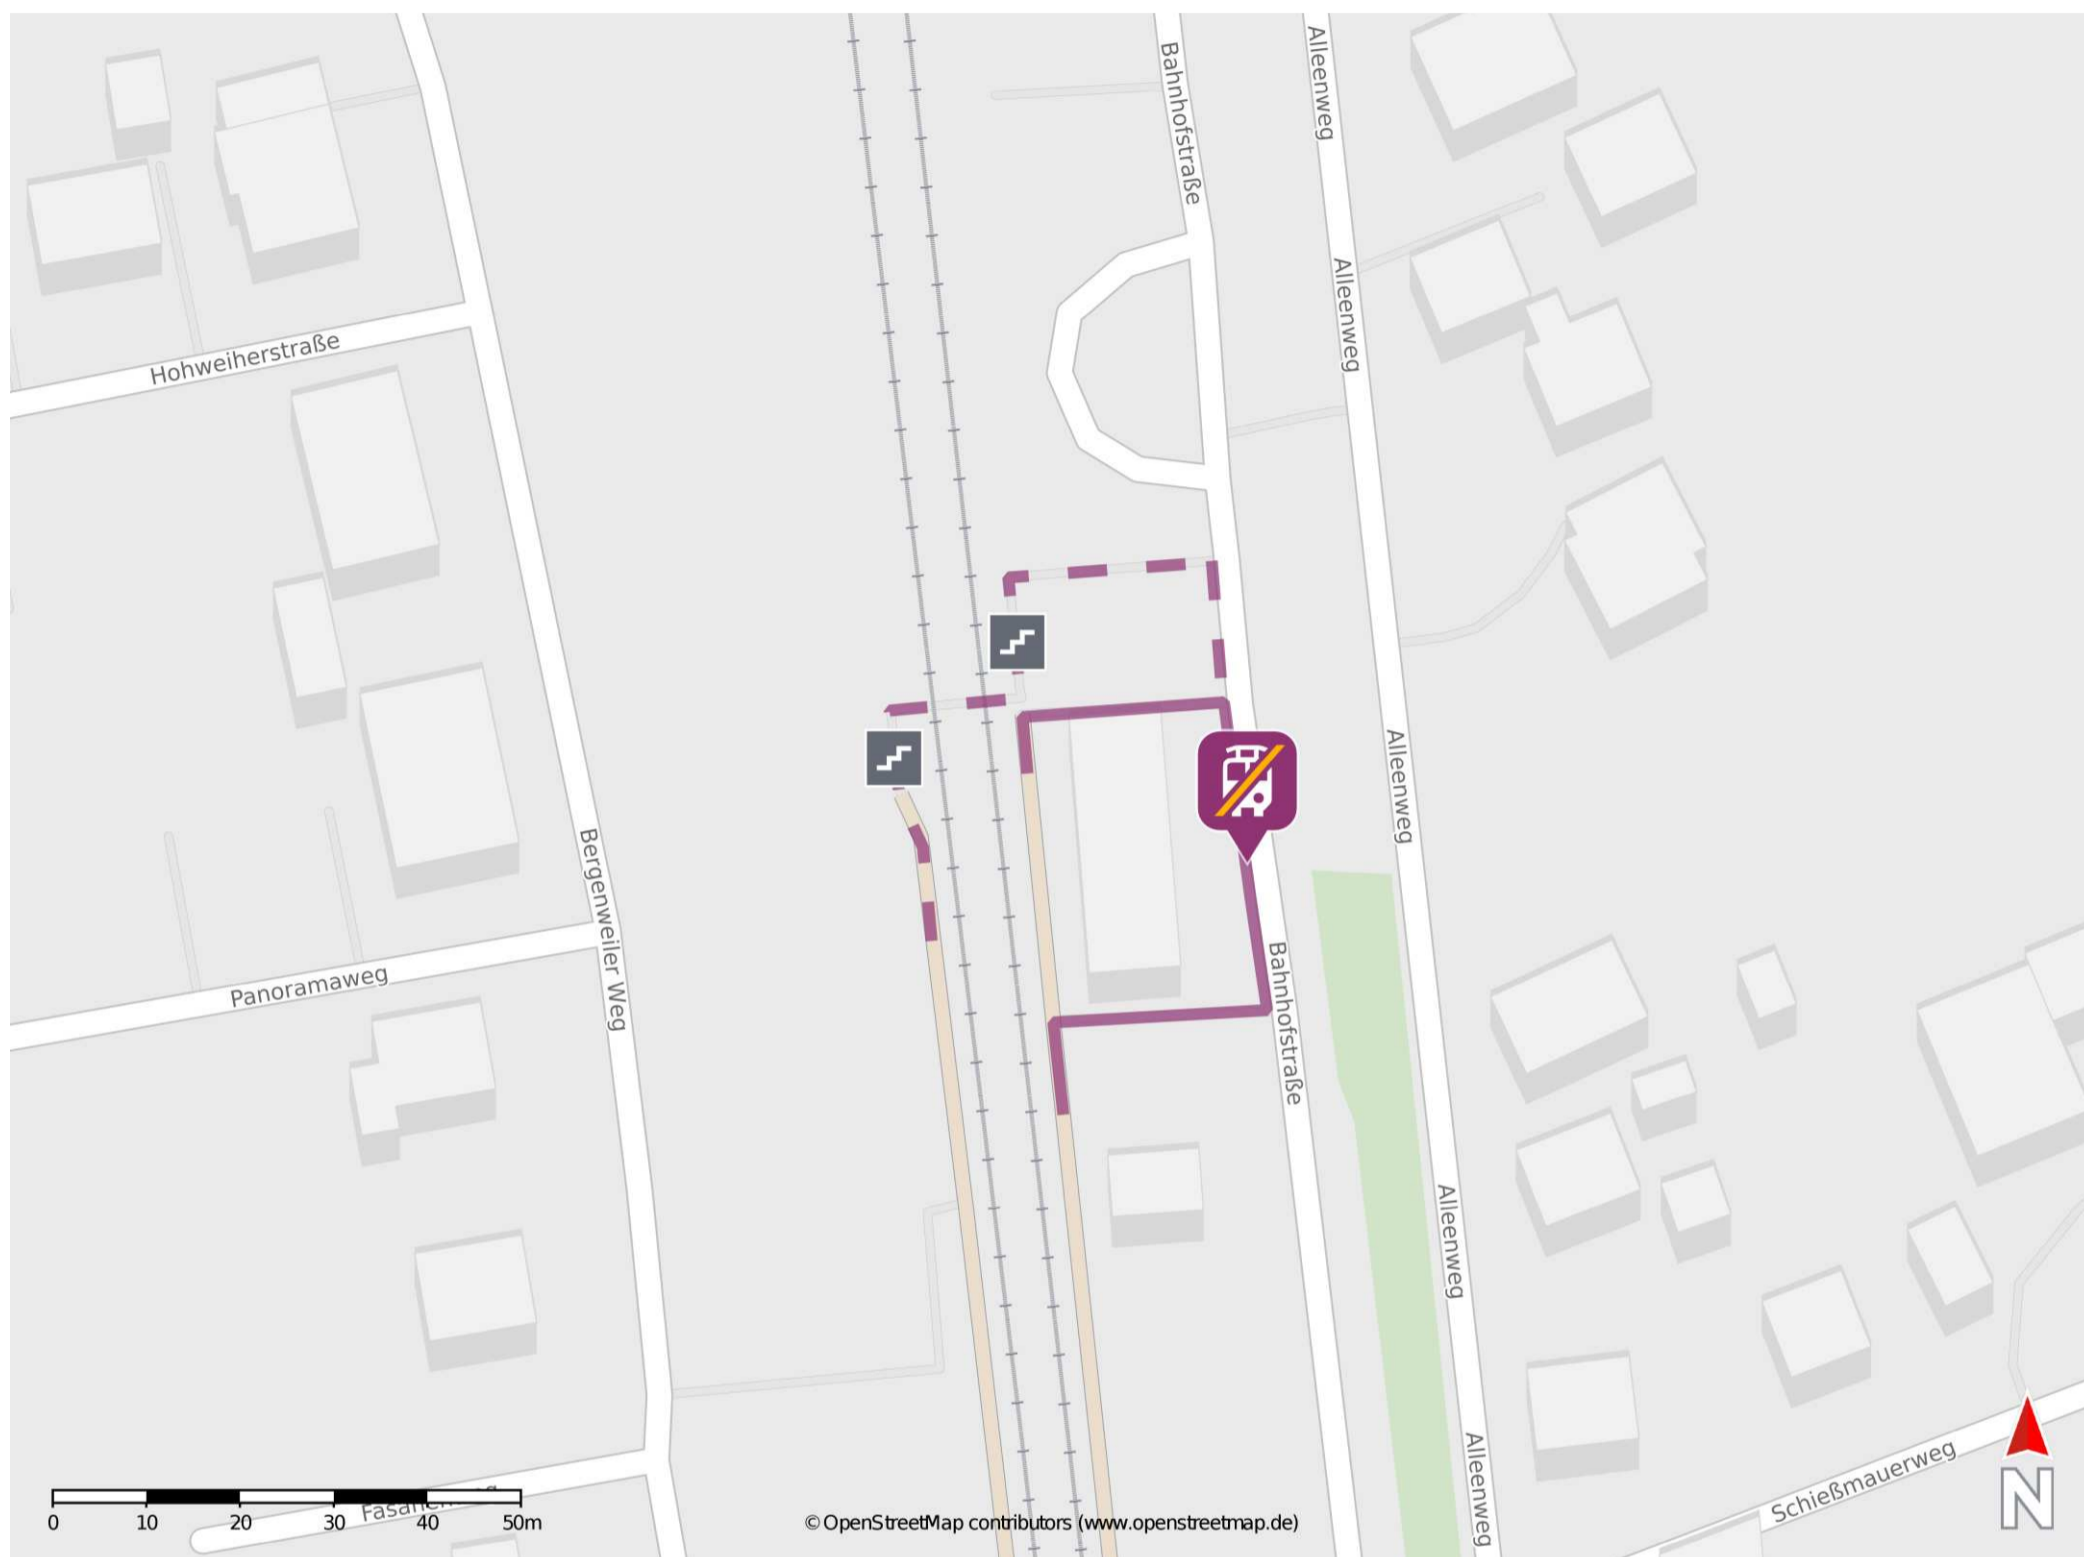 Bahnhofstraße
Alleenweg
Alleenweg
Hohweiherstraße
Alleenweg
Bergenweiler Weg
Bahnhofstraße
Panoramaweg
Alleenweg
Alleenweg
Schießmauerweg
N
0 10 20 30 40 50m
© OpenStreetMap contributors (www.openstreetmap.de)